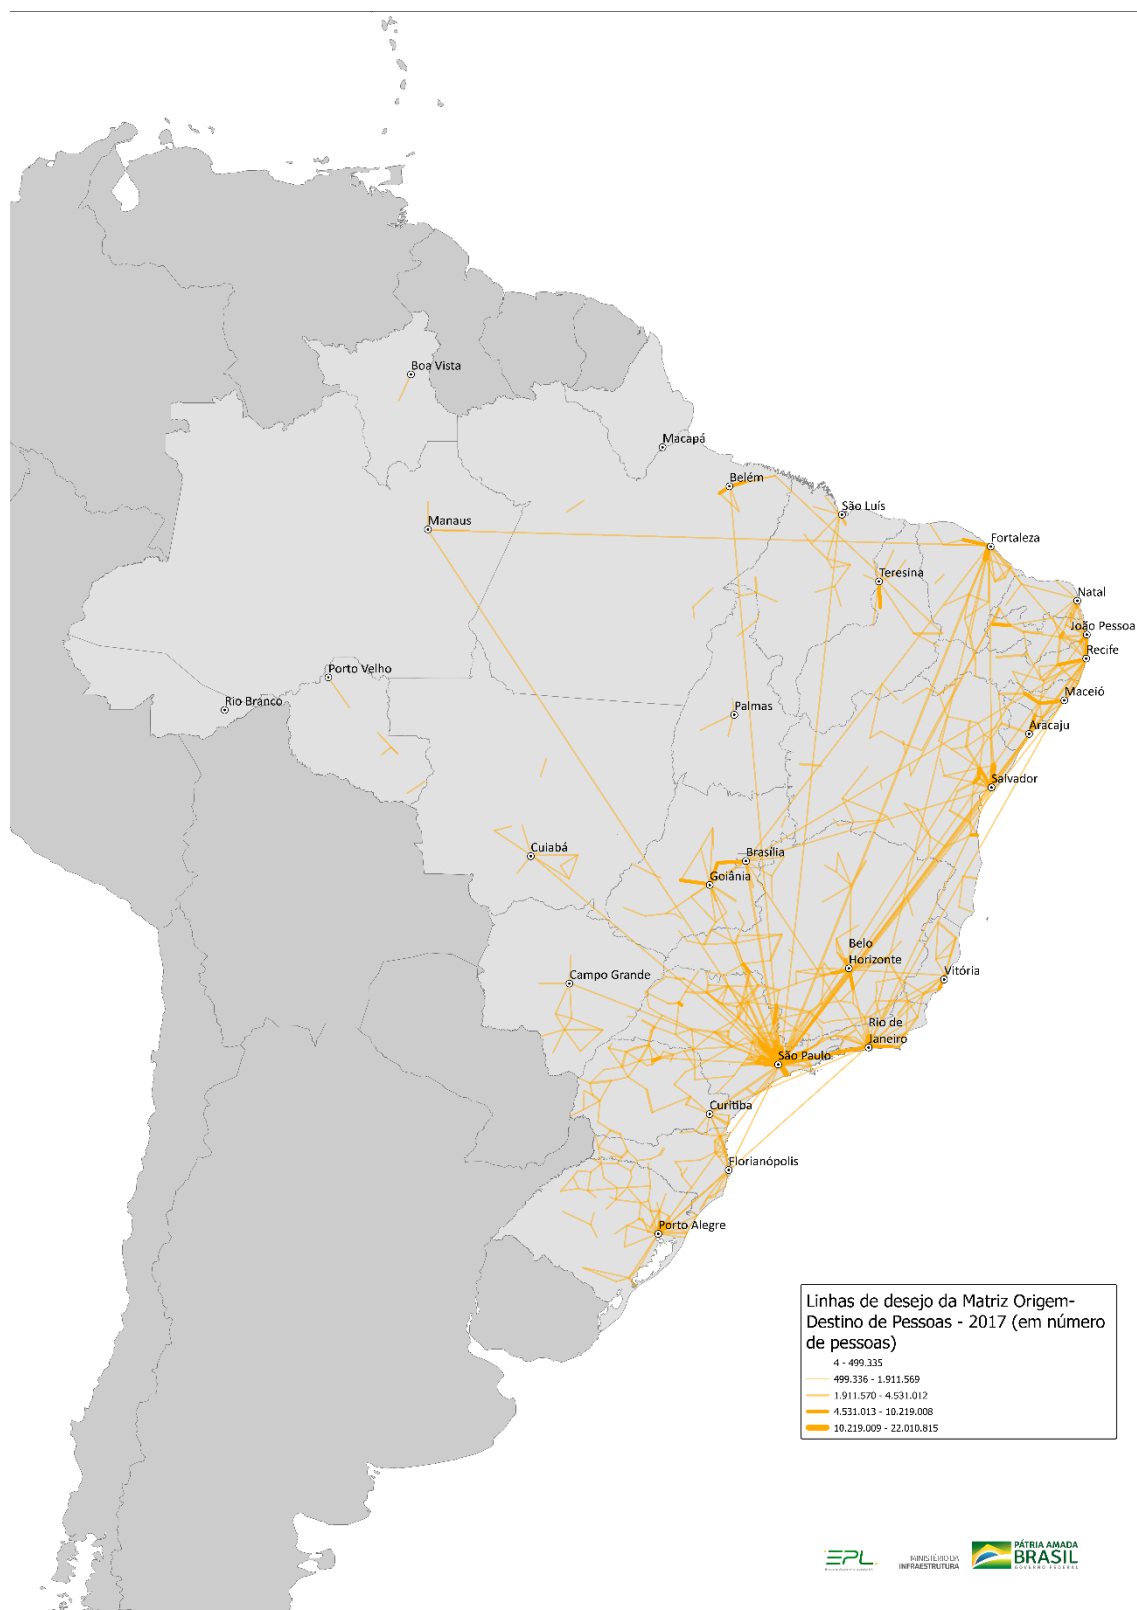 Boa Vista
Macapá
Belém
São Luís
Manaus
Fortaleza
Teresina
Natal
João Pessoa
Recife
Porto Velho
Rio Branco
Palmas
Maceió
Aracaju
Salvador
Cuiabá
Brasília
Goiânia
Belo
Horizonte
Campo Grande
Vitória
Rio de
Janeiro
São Paulo
Curitiba
Florianópolis
Porto Alegre
Linhas de desejo da Matriz Origem-
Destino de Pessoas - 2017 (em número
de pessoas)
4 - 499.335
499.336 - 1.911.569
1.911.570 - 4.531.012
4.531.013 - 10.219.008
10.219.009 - 22.010.815
EPL
MINISTÉRIO DA
INFRAESTRUTURA
PÁTRIA AMADA
BRASIL
GOVERNO FEDERAL